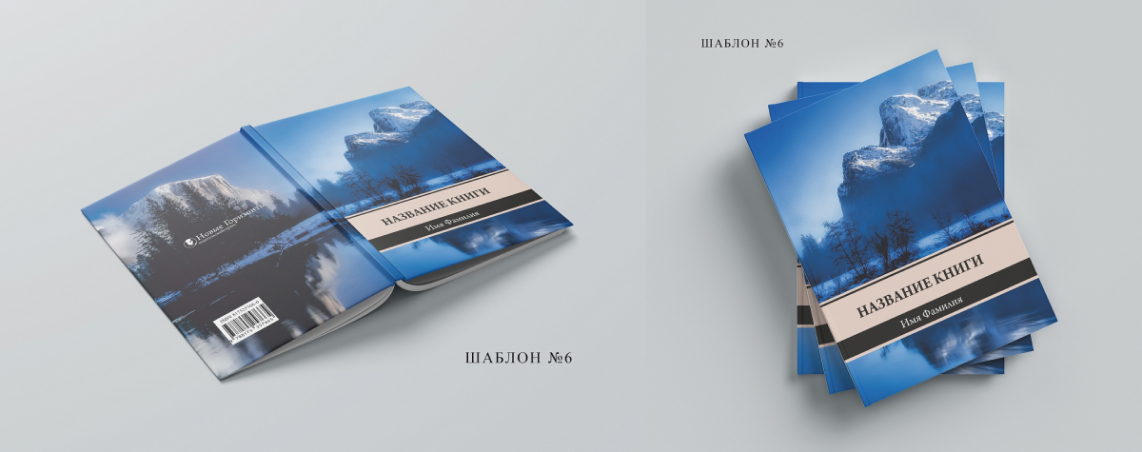 НАЗВАНИЕ КНИГИ
Имя Фамилия
Новые Горизонты
ШАБЛОН №6
ШАБЛОН №6
НАЗВАНИЕ КНИГИ
Имя Фамилия